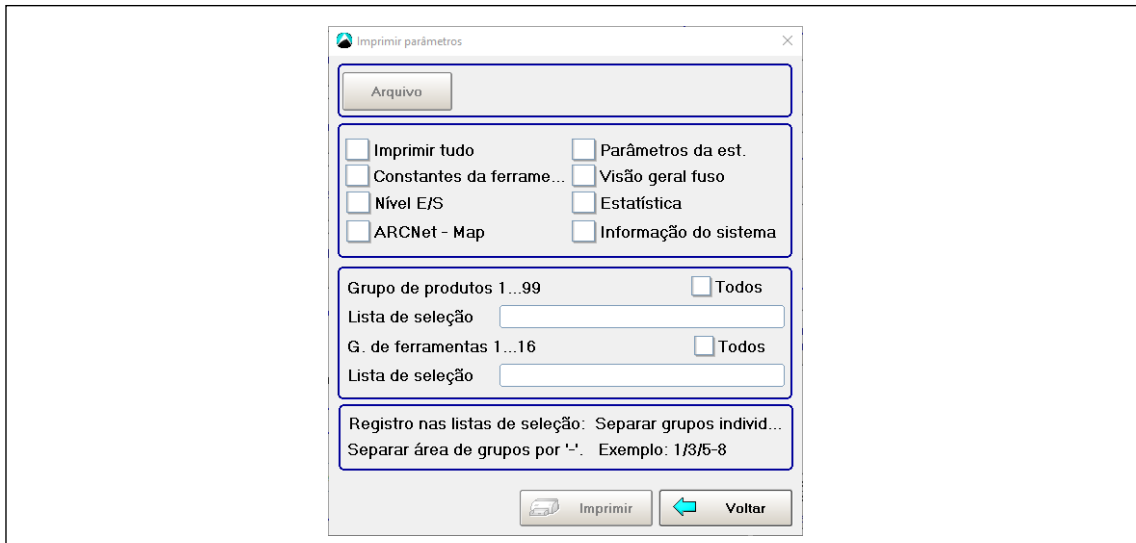 Imprimir parâmetros
Arquivo
Imprimir tudo Parâmetros da est.
Constantes da ferrame... Visão geral fuso
Nível E/S Estatística
ARCNet - Map Informação do sistema
Grupo de produtos 1...99 Todos
Lista de seleção
G. de ferramentas 1...16 Todos
Lista de seleção
Registro nas listas de seleção: Separar grupos individ...
Separar área de grupos por '-'. Exemplo: 1/3/5-8
Imprimir Voltar